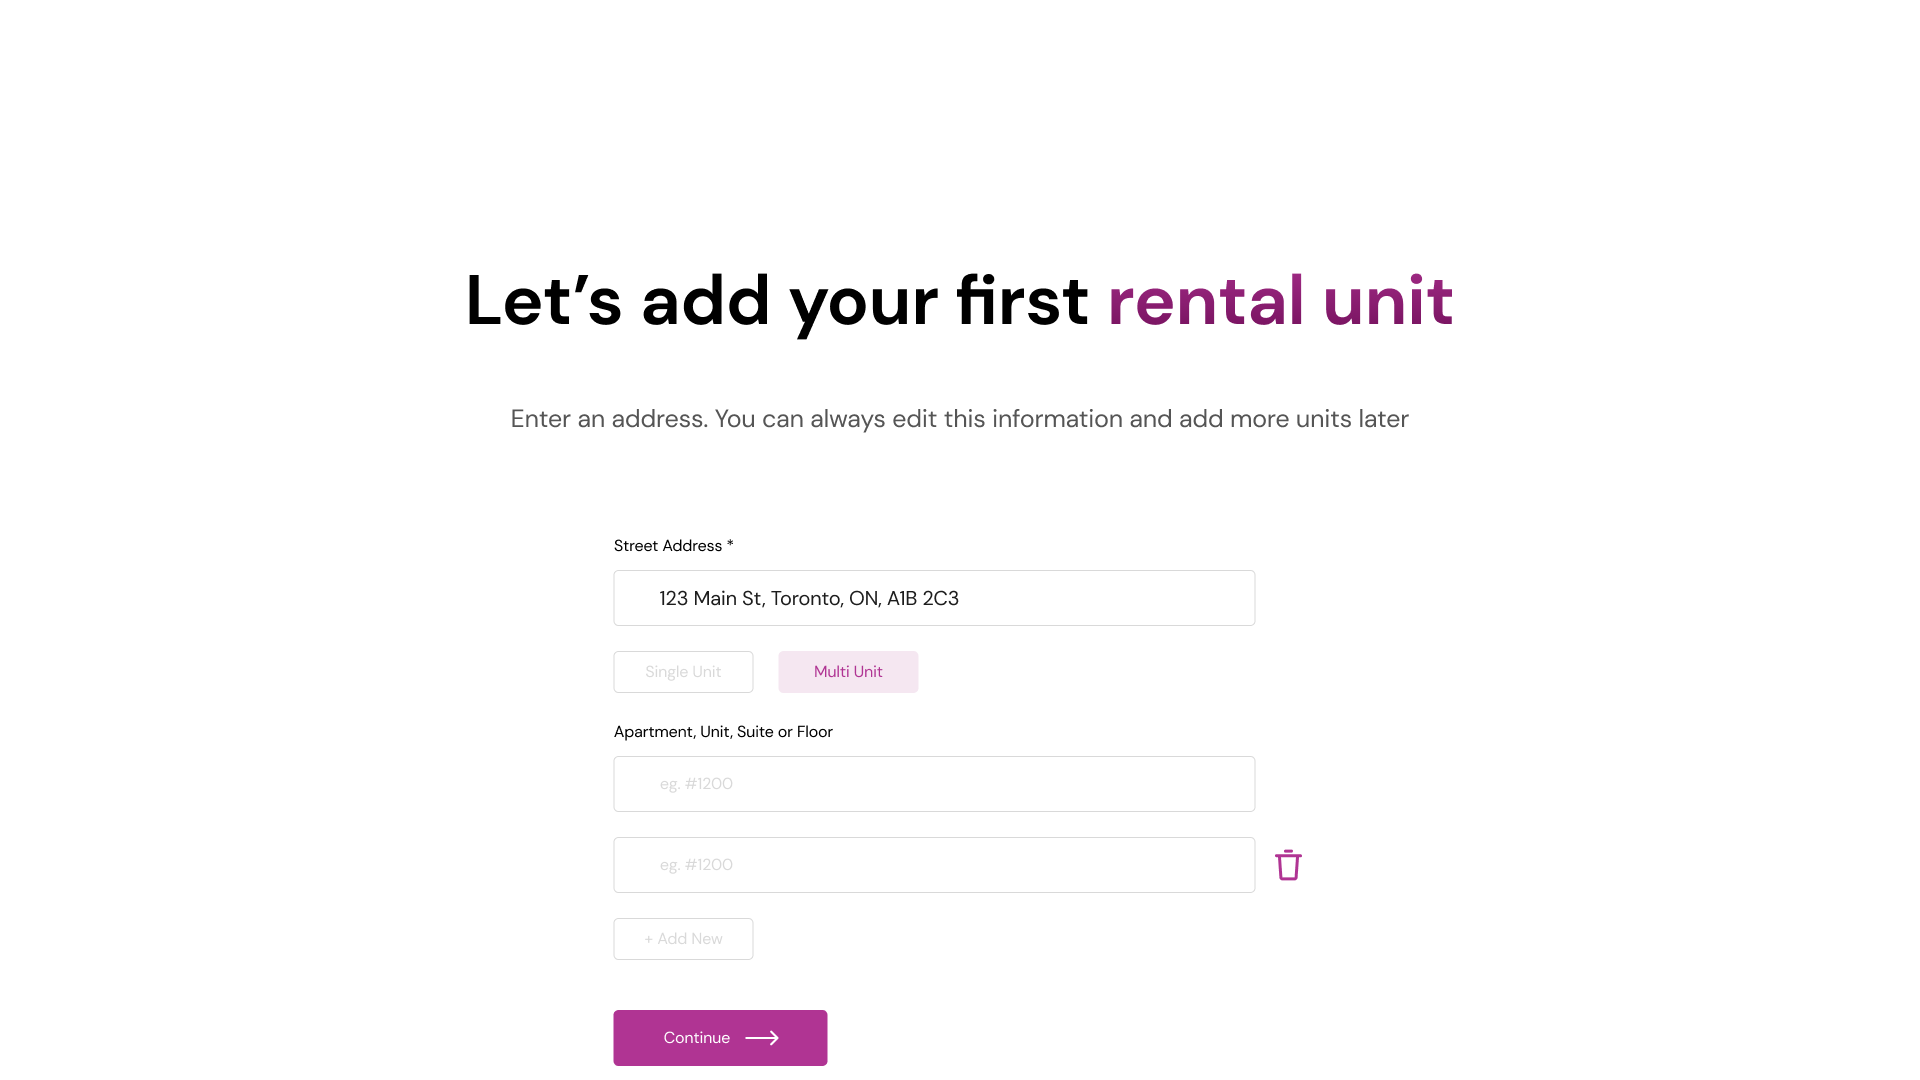 Let’s add your first rental unit
Enter an address. You can always edit this information and add more units later
Street Address *
123 Main St, Toronto, ON, A1B 2C3
Single Unit
Multi Unit
Apartment, Unit, Suite or Floor
eg. #1200
eg. #1200
+ Add New
Continue